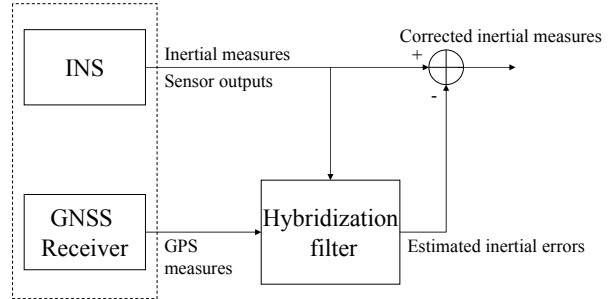 INS
Inertial measures
Sensor outputs
Corrected inertial measures
+
-
GNSS
Receiver
GPS
measures
Hybridization
filter
Estimated inertial errors